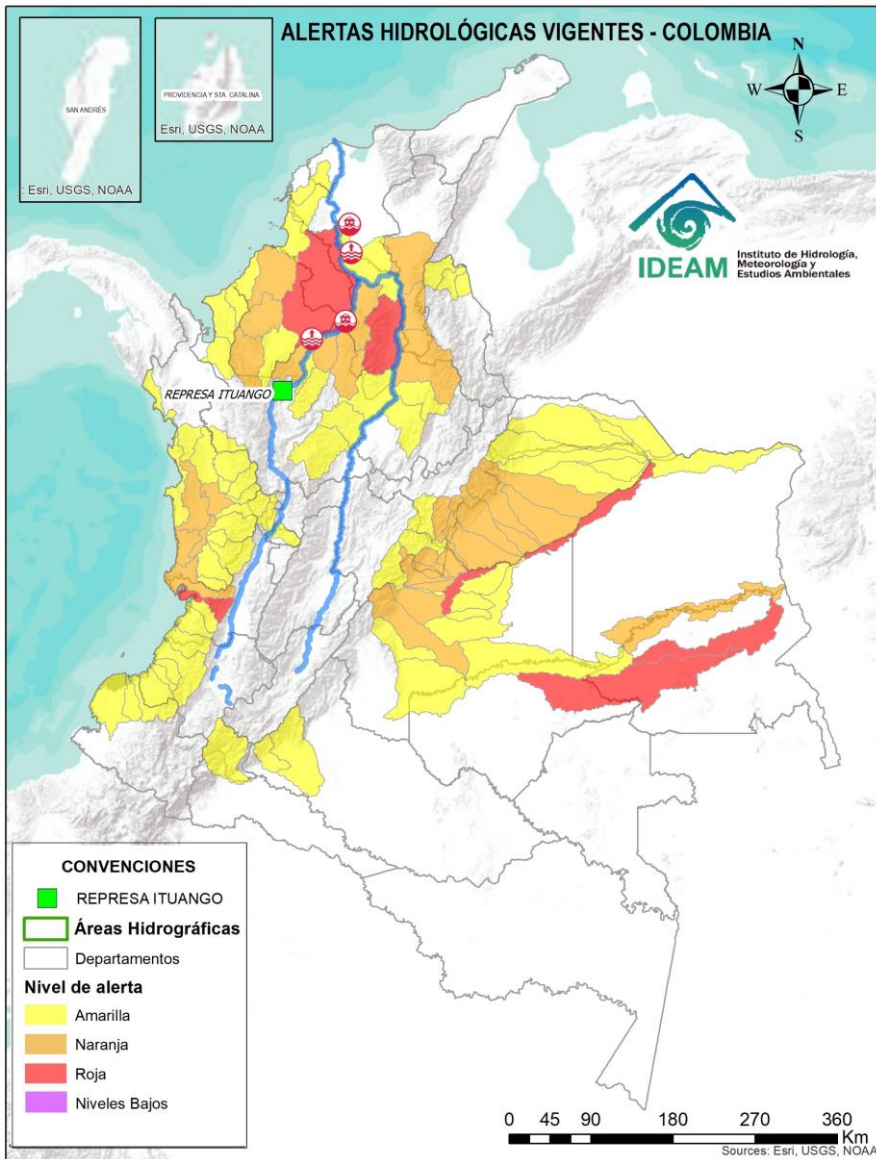 ALERTAS HIDROLÓGICAS VIGENTES - COLOMBIA
SAN ANDRÉS
: Esri, USGS, NOAA
PROVIDENCIA Y STA. CATALINA
Esri, USGS, NOAA
N
W
E
S
IDEAM
Instituto de Hidrología,
Meteorología y
Estudios Ambientales
REPRESA ITUANGO
CONVENCIONES
REPRESA ITUANGO
Áreas Hidrográficas
Departamentos
Nivel de alerta
Amarilla
Naranja
Roja
Niveles Bajos
0 45 90 180 270 360
Km
Sources: Esri, USGS, NOAA